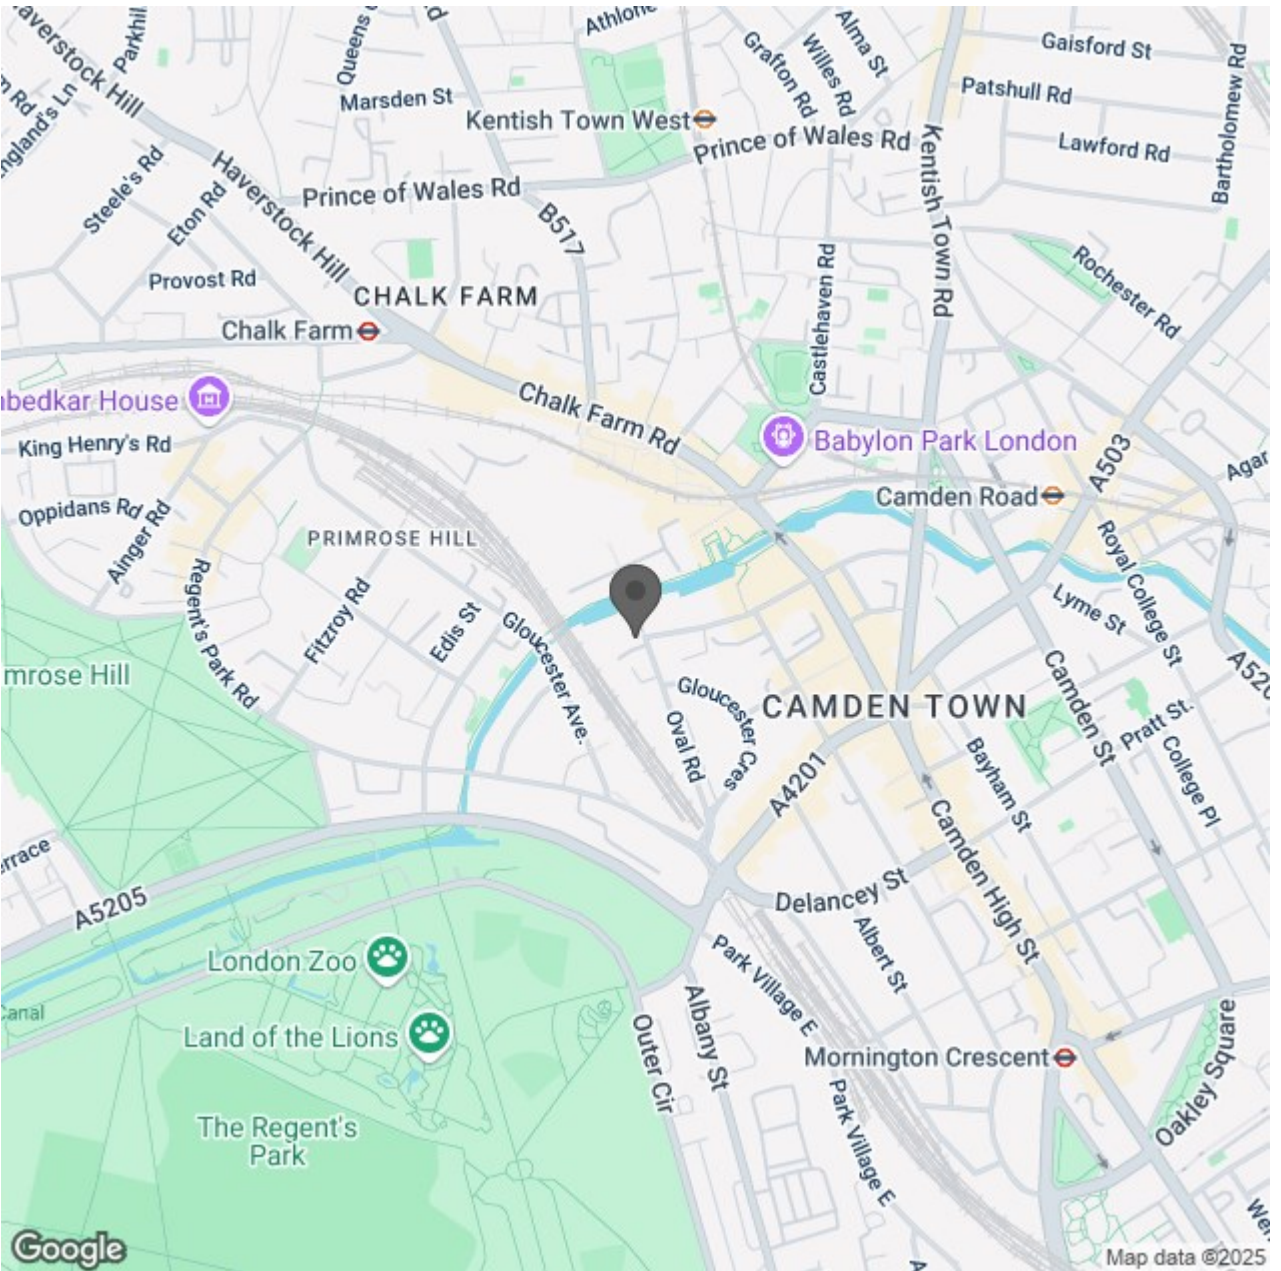 Haverstock Hill
Parkhil
Queens
Athlone
Alma St
Willes Rd
Grafton Rd
Gaisford St
Patshull Rd
Lawford Rd
Bartholomew Rd
Marsden St
Kentish Town West
Prince of Wales Rd
Kentish Town Rd
Steele's Rd
Eton Rd
Haverstock Hill
Prince of Wales Rd
B517
Provost Rd
CHALK FARM
Castlehaven Rd
Rochester Rd
Chalk Farm
nbedkar House
Chalk Farm Rd
King Henry's Rd
Babylon Park London
A503
Agar
Camden Road
Oppidans Rd
Ainger Rd
PRIMROSE HILL
Regent's Park Rd
Fitzroy Rd
Edis St
Gloucester Ave.
Royal College St
Lyme St
A520
mrose Hill
Gloucester Cres
Oval Rd
CAMDEN TOWN
Camden St
Pratt St.
College Pl
Bayham St
A4201
Camden High St
errace
A5205
Delancey St
Albert St
London Zoo
Park Village E
Canal
Land of the Lions
Outer Cir
Albany St
Mornington Crescent
Oakley Square
The Regent's
Park
Park Village E
Google
Map data ©2025